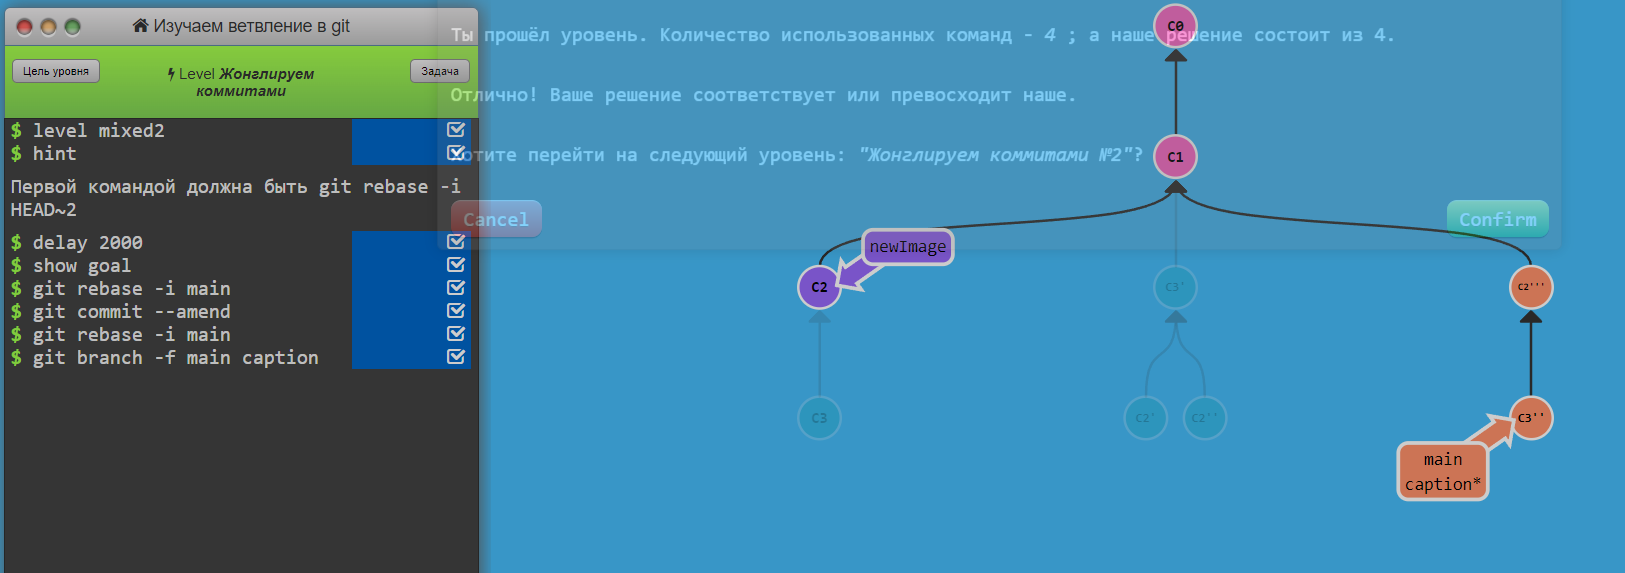 Изучаем ветвление в git
Цель уровня
Level Жонглируем
коммитами
Задача
$ level mixed2
$ hint
Первой командой должна быть git rebase -i
HEAD~2
$ delay 2000
$ show goal
$ git rebase -i main
$ git commit --amend
$ git rebase -i main
$ git branch -f main caption
Ты прошёл уровень. Количество использованных команд - 4 ; а наше решение состоит из 4.
Отлично! Ваше решение соответствует или превосходит наше.
Хотите перейти на следующий уровень: "Жонглируем коммитами №2"?
Cancel
Confirm
C0
C1
newImage
C2
C3'
C2'''
C3
C2'
C2''
C3''
main
caption*